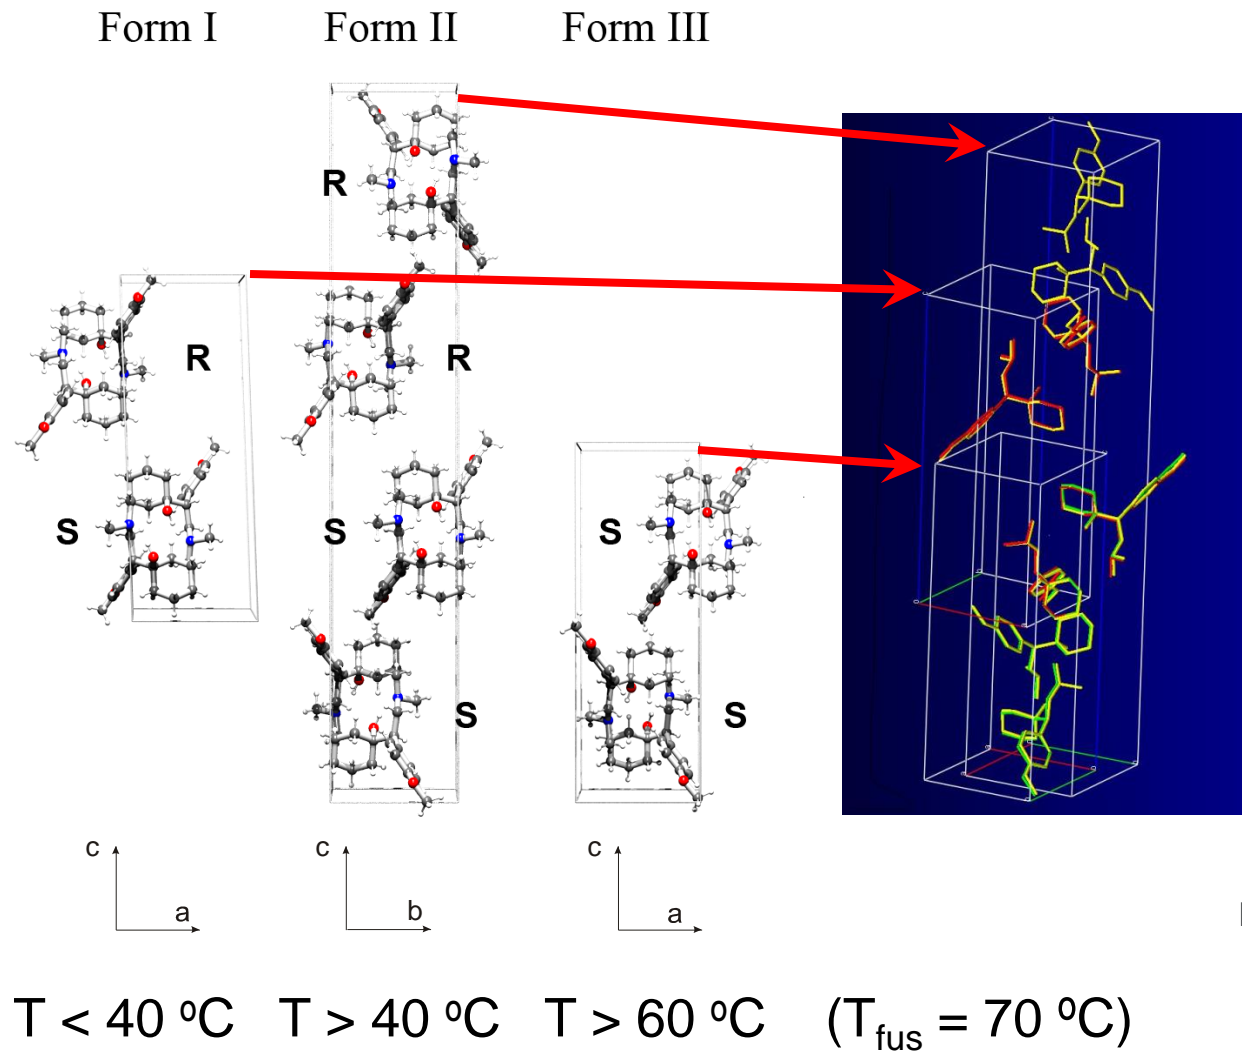 Form I
Form II
Form III
R
R
R
S
S
S
S
c
a
c
b
c
a
T < 40 ºC
T > 40 ºC
T > 60 ºC
(Tfus = 70 ºC)